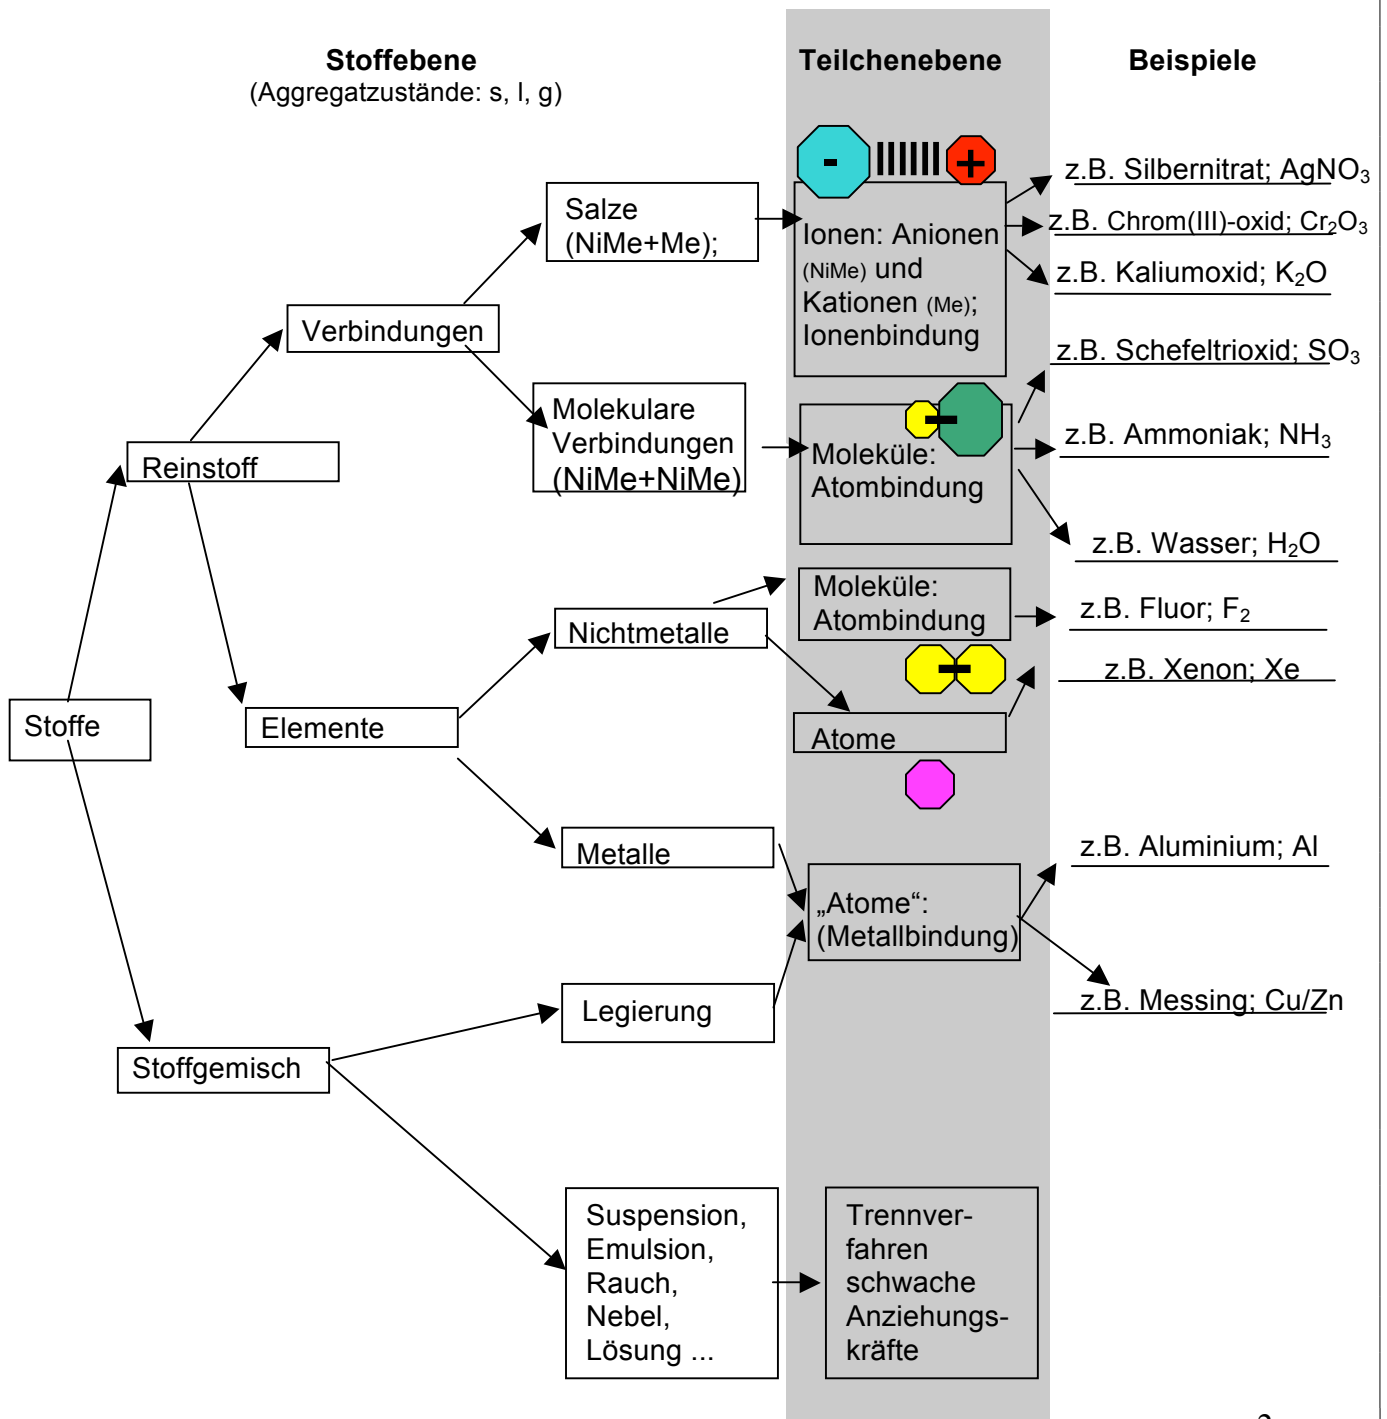 Stoffebene
(Aggregatzustände: s, l, g)
Teilchenebene
Beispiele
-
+
Salze
(NiMe+Me);
Ionen: Anionen
(NiMe) und
Kationen (Me);
Ionenbindung
z.B. Silbernitrat; AgNO3
z.B. Chrom(III)-oxid; Cr2O3
z.B. Kaliumoxid; K2O
Verbindungen
z.B. Schefeltrioxid; SO3
Molekulare
Verbindungen
(NiMe+NiMe)
Moleküle:
Atombindung
z.B. Ammoniak; NH3
Reinstoff
z.B. Wasser; H2O
Moleküle:
Atombindung
z.B. Fluor; F2
Nichtmetalle
z.B. Xenon; Xe
Stoffe
Elemente
Atome
Metalle
z.B. Aluminium; Al
„Atome“:
(Metallbindung)
Legierung
z.B. Messing; Cu/Zn
Stoffgemisch
Suspension,
Emulsion,
Rauch,
Nebel,
Lösung ...
Trennver-
fahren
schwache
Anziehungs-
kräfte